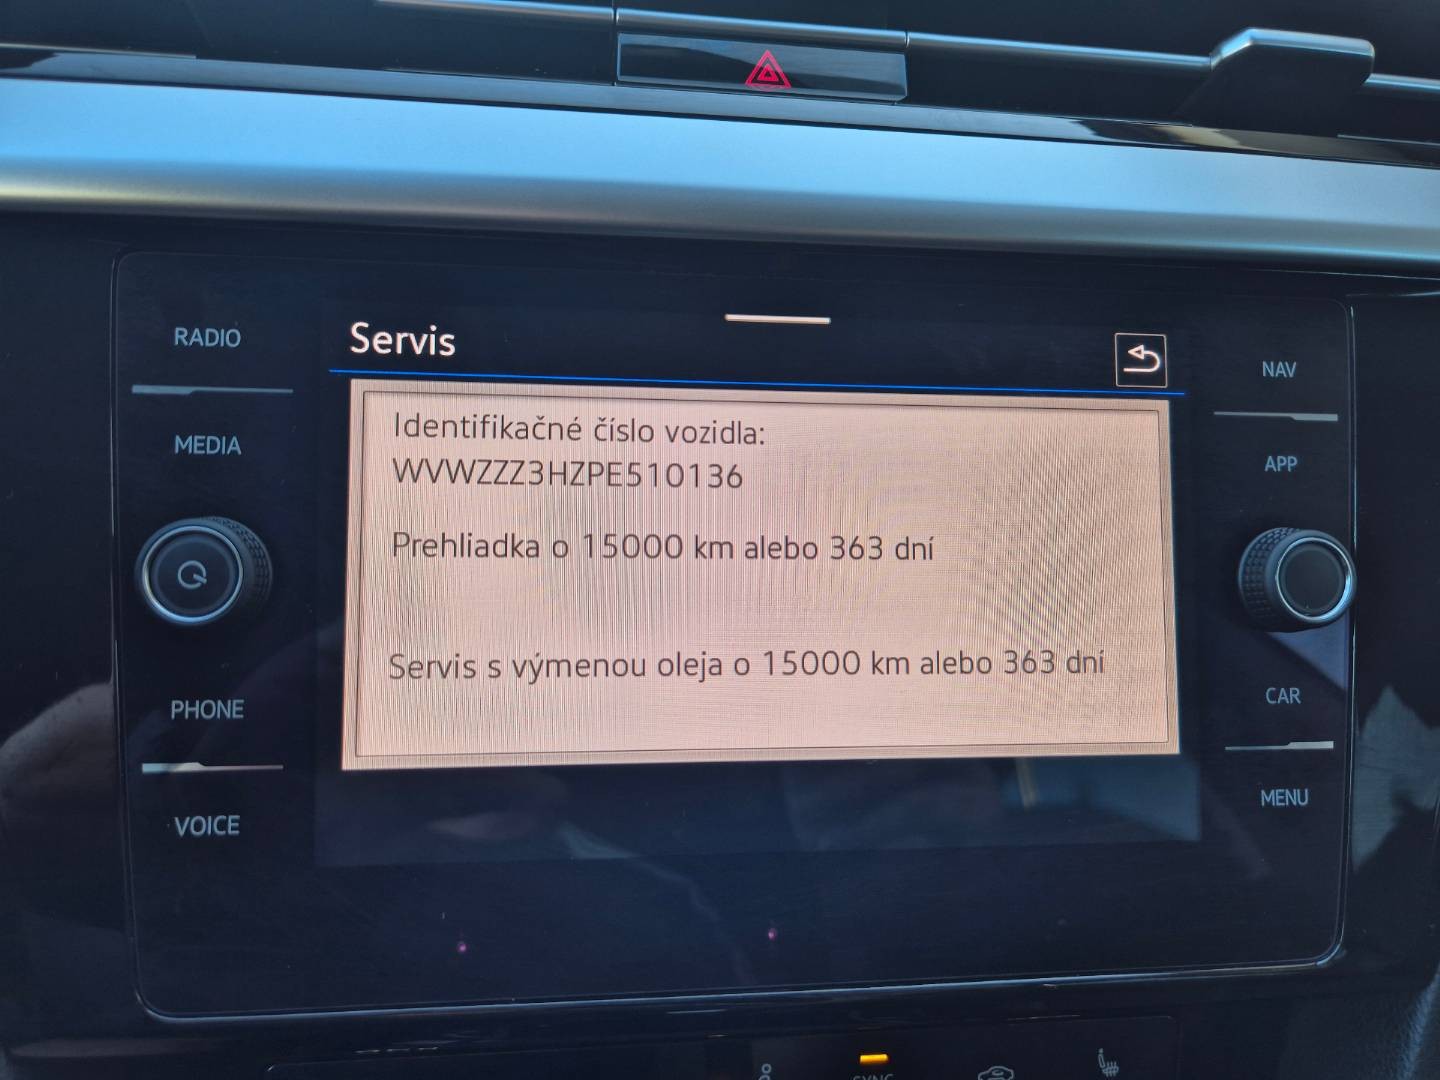 RADIO
MEDIA
PHONE
VOICE
Servis
Identifikačné číslo vozidla:
WVWZZZ3HZPE510136
Prehliadka o 15000 km alebo 363 dní
Servis s výmenou oleja o 15000 km alebo 363 dní
NAV
APP
CAR
MENU
SYNC